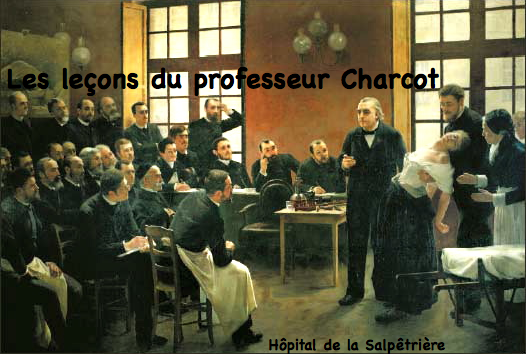 Les leçons du professeur Charcot
Hôpital de la Salpêtrière